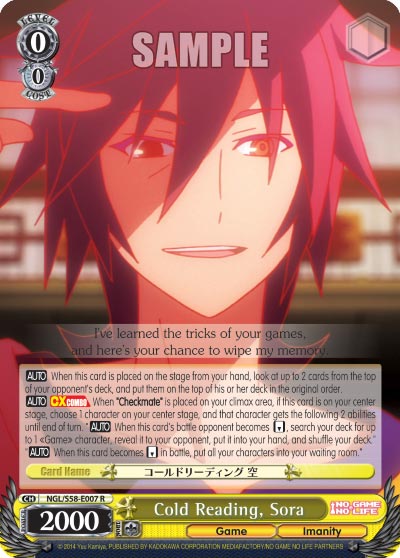 LEVEL
0
0
COST
SAMPLE
I've learned the tricks of your games,
and here's your chance to wipe my memory.
AUTO When this card is placed on the stage from your hand, look at up to 2 cards from the top
of your opponent's deck, and put them on the top of his or her deck in the original order.
AUTO CXCOMBO When "Checkmate" is placed on your climax area, if this card is on your center
stage, choose 1 character on your center stage, and that character gets the following 2 abilities
until end of turn. "AUTO When this card's battle opponent becomes, search your deck for up
to 1 «Game» character, reveal it to your opponent, put it into your hand, and shuffle your deck."
"AUTO When this card becomes in battle, put all your characters into your waiting room."
Card Name コールドリーディング 空
CH NGL/S58-E007 R
2000
Cold Reading, Sora
NO GAME
NO LIFE
Game Imanity
© 2014 Yuu Kamiya, PUBLISHED BY KADOKAWA CORPORATION MEDIAFACTORY/NO GAME NO LIFE PARTNERS